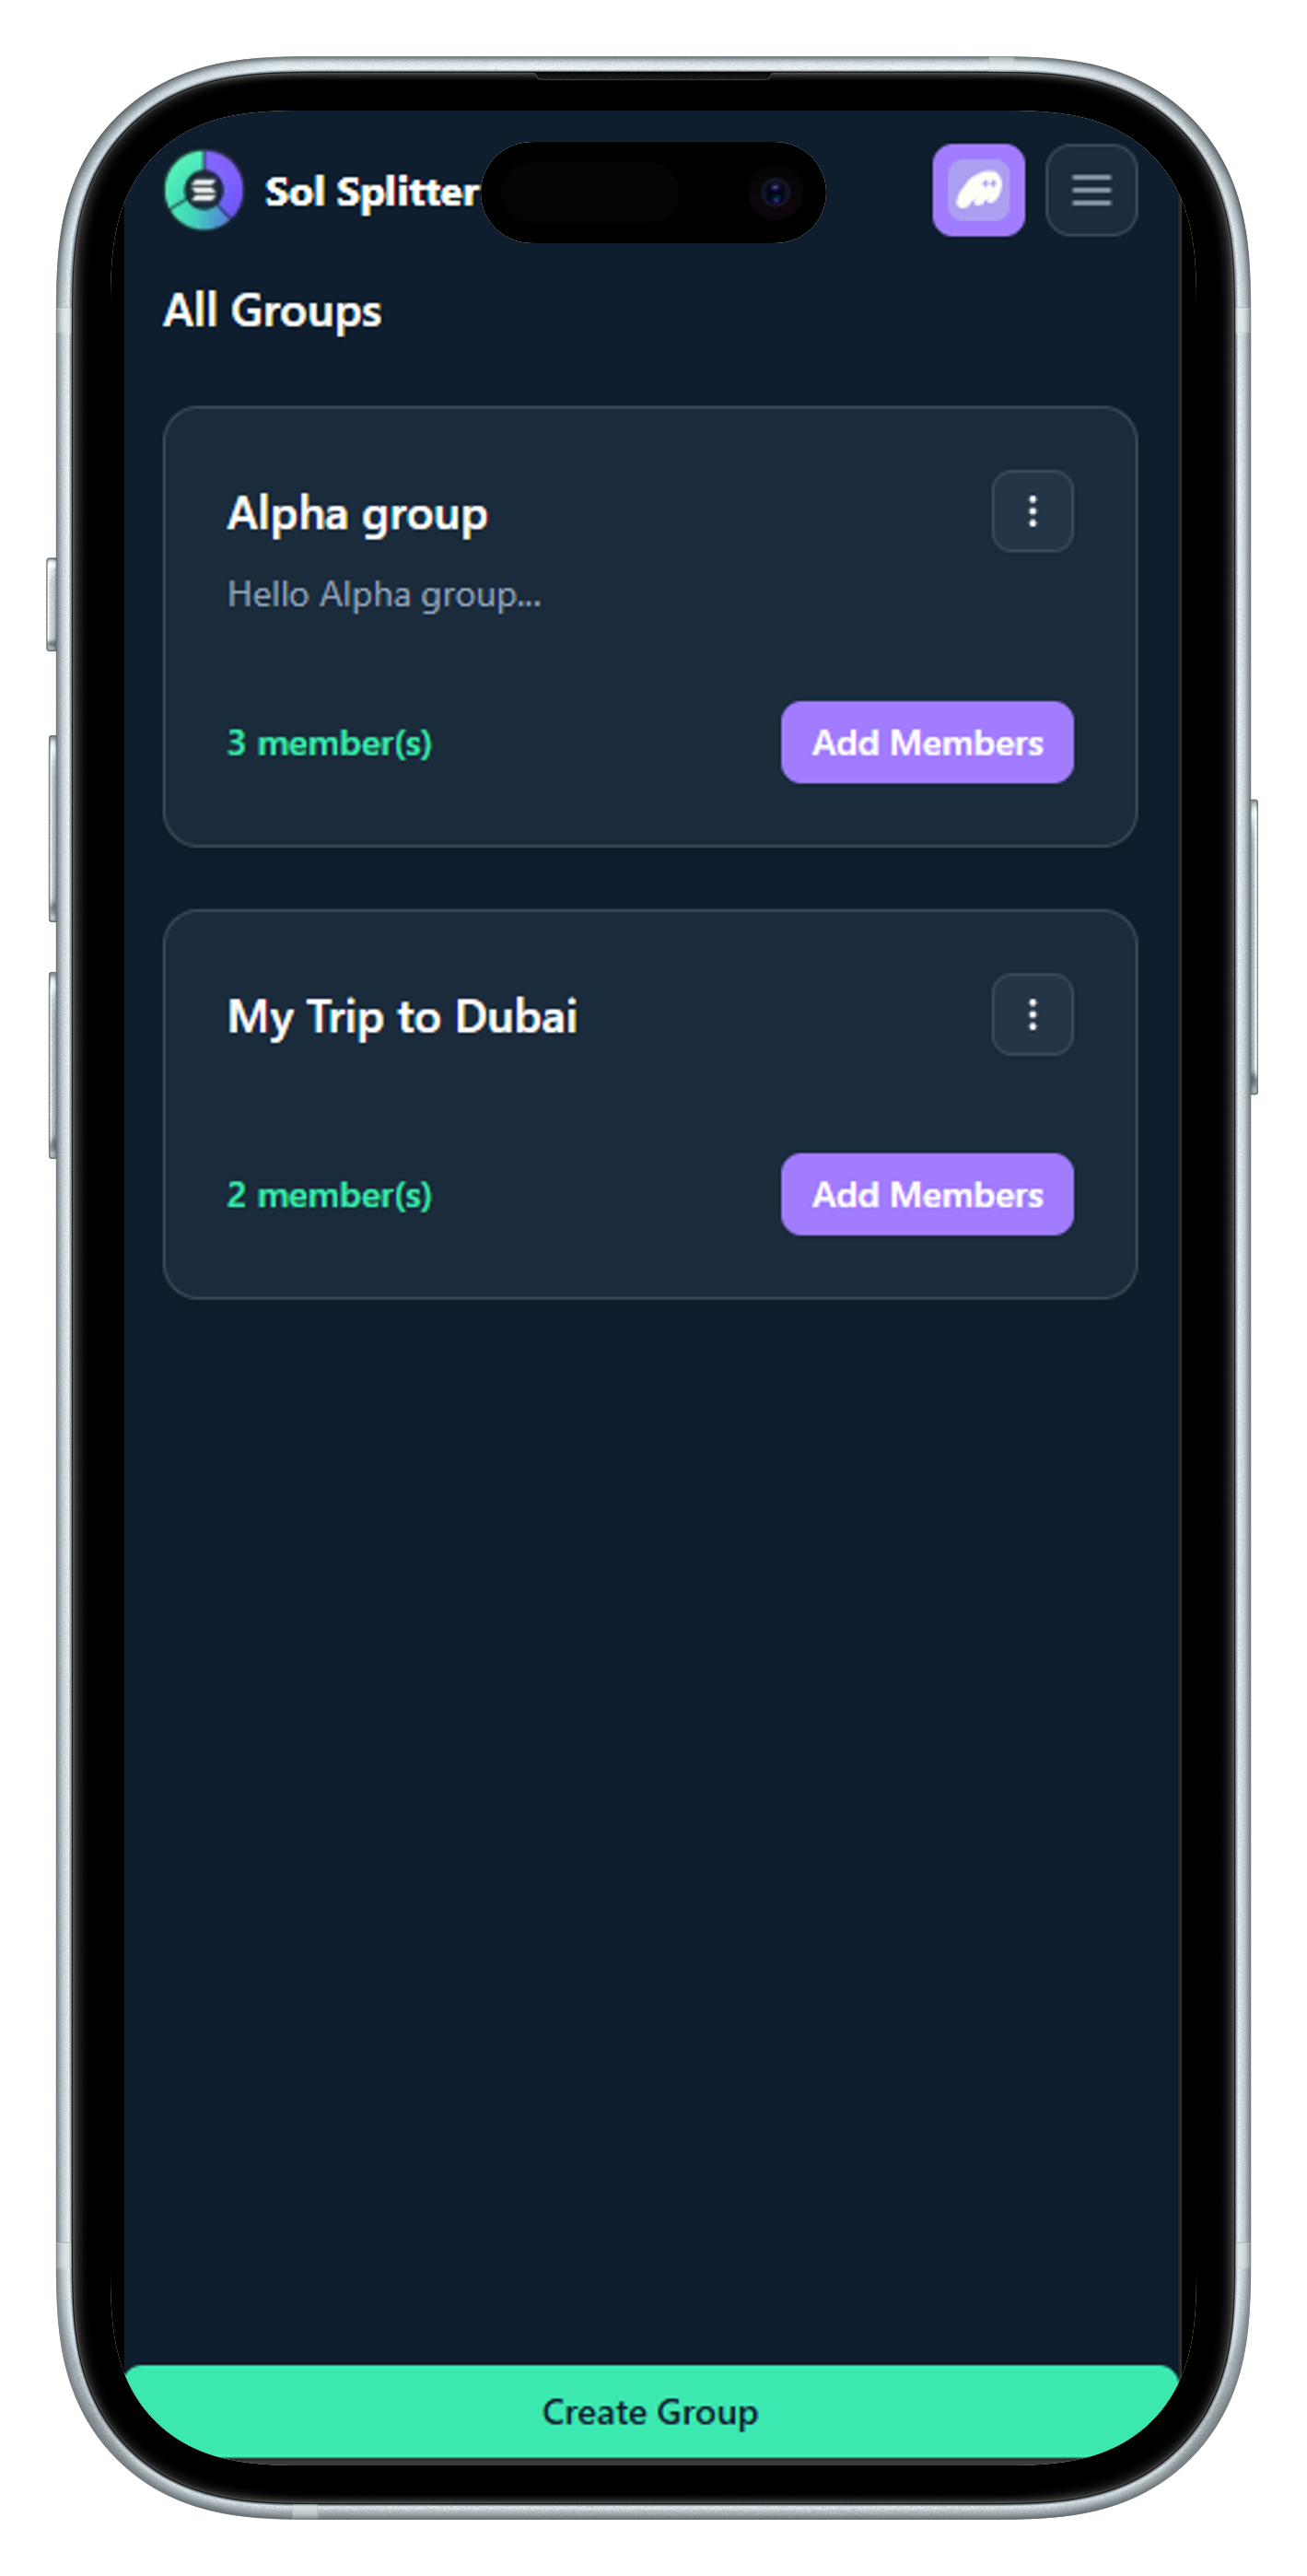 Sol Splitter
All Groups
Alpha group
Hello Alpha group...
3 member(s)
Add Members
My Trip to Dubai
2 member(s)
Add Members
Create Group